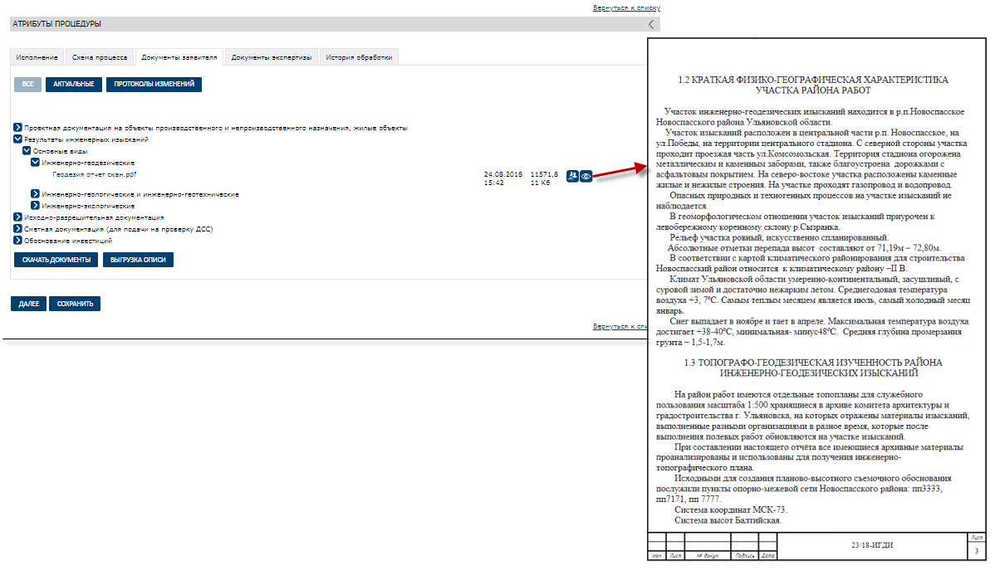 Вернуться к списку
АТРИБУТЫ ПРОЦЕДУРЫ
Исполнение
Схема процесса
Документы заявителя
Документы экспертизы
История обработки
ВСЕ
АКТУАЛЬНЫЕ
ПРОТОКОЛЫ ИЗМЕНЕНИЙ
Проектная документация на объекты производственного и непроизводственного назначения, жилые объекты
Результаты инженерных изысканий
Основные виды
Инженерно-геодезические
Геодезия отчет скан.pdf
24.08.2018 11571,8
15:42 11 Кб
Инженерно-геологические и инженерно-геотехнические
Инженерно-экологические
Исходно-разрешительная документация
Сметная документация (для подачи на проверку ДСС)
Обоснование инвестиций
СКАЧАТЬ ДОКУМЕНТЫ
ВЫГРУЗКА ОПИСИ
ДАЛЕЕ
СОХРАНИТЬ
Вернуться к спи
1.2 КРАТКАЯ ФИЗИКО-ГЕОГРАФИЧЕСКАЯ ХАРАКТЕРИСТИКА
УЧАСТКА РАЙОНА РАБОТ
Участок инженерно-геодезических изысканий находится в р.п.Новоспасское
Новоспасского района Ульяновской области.
Участок изысканий расположен в центральной части р.п. Новоспасское, на
ул.Победы, на территории центрального стадиона. С северной стороны участка
проходит проезжая часть ул.Комсомольская. Территория стадиона огорожена
металлическим и каменным заборами, также благоустроена дорожками с
асфальтовым покрытием. На северо-востоке участка расположены каменные
жилые и нежилые строения. На участке проходят газопровод и водопровод.
Опасных природных и техногенных процессов на участке изысканий не
наблюдается.
В геоморфологическом отношении участок изысканий приурочен к
левобережному коренному склону р.Сызранка.
Рельеф участка ровный, искусственно спланированный.
Абсолютные отметки перепада высот составляют от 71,19м – 72,80м.
В соответствии с картой климатического районирования для строительства
Новоспасский район относится к климатическому району –II В.
Климат Ульяновской области умеренно-континентальный, засушливый, с
суровой зимой и достаточно нежарким летом. Среднегодовая температура
воздуха +3, 7°С. Самым теплым месяцем является июль, самый холодный месяц
январь.
Снег выпадает в ноябре и тает в апреле. Максимальная температура воздуха
достигает +38-40°С, минимальная- минус48°С. Средняя глубина промерзания
грунта – 1,5-1,7м.
1.3 ТОПОГРАФО-ГЕОДЕЗИЧЕСКАЯ ИЗУЧЕННОСТЬ РАЙОНА
ИНЖЕНЕРНО-ГЕОДЕЗИЧЕСКИХ ИЗЫСКАНИЙ
На район работ имеются отдельные топопланы для служебного
пользования масштаба 1:500 хранящиеся в архиве комитета архитектуры и
градостроительства г. Ульяновска, на которых отражены материалы изысканий,
выполненные разными организациями в разное время, которые после
выполнения полевых работ обновляются на участке изысканий.
При составлении настоящего отчёта все имеющиеся архивные материалы
проанализированы и использованы для получения инженерно-
топографического плана.
Исходными для создания планово-высотного съемочного обоснования
послужили пункты опорно-межевой сети Новоспасского района: пп3333,
пп7171, пп 7777.
Система координат МСК-73.
Система высот Балтийская.
23/18-ИГДИ
Лист
3
Изм. Лист № докум. Подпись Дата